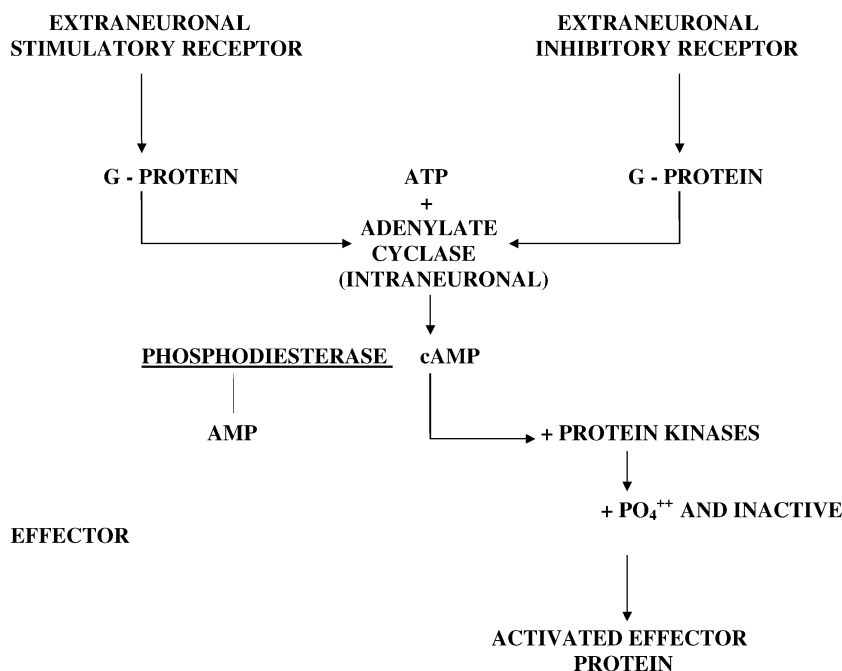 EXTRANEURONAL
STIMULATORY RECEPTOR
EXTRANEURONAL
INHIBITORY RECEPTOR
G - PROTEIN
ATP
G - PROTEIN
+
ADENYLATE
CYCLASE
(INTRANEURONAL)
PHOSPHODIESTERASE
cAMP
AMP
+ PROTEIN KINASES
+ PO₄⁺⁺ AND INACTIVE
EFFECTOR
ACTIVATED EFFECTOR
PROTEIN